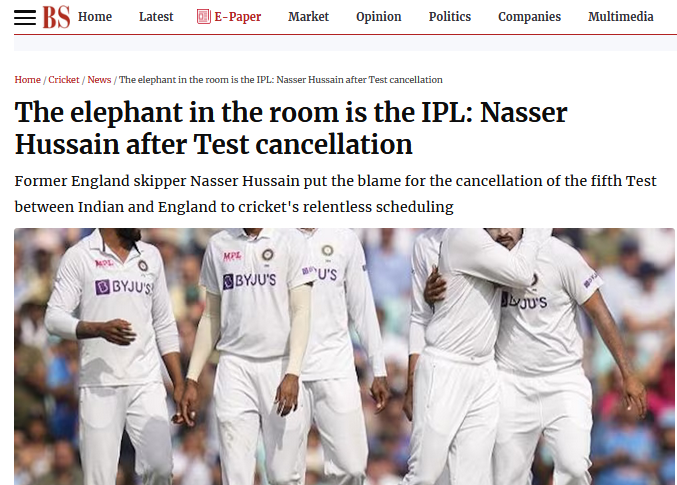 BS Home Latest E-Paper Market Opinion Politics Companies Multimedia
Home / Cricket / News / The elephant in the room is the IPL: Nasser Hussain after Test cancellation
The elephant in the room is the IPL: Nasser
Hussain after Test cancellation
Former England skipper Nasser Hussain put the blame for the cancellation of the fifth Test
between Indian and England to cricket's relentless scheduling
MPL
BYJU'S
MPL
BYJU'S
BYJU'S